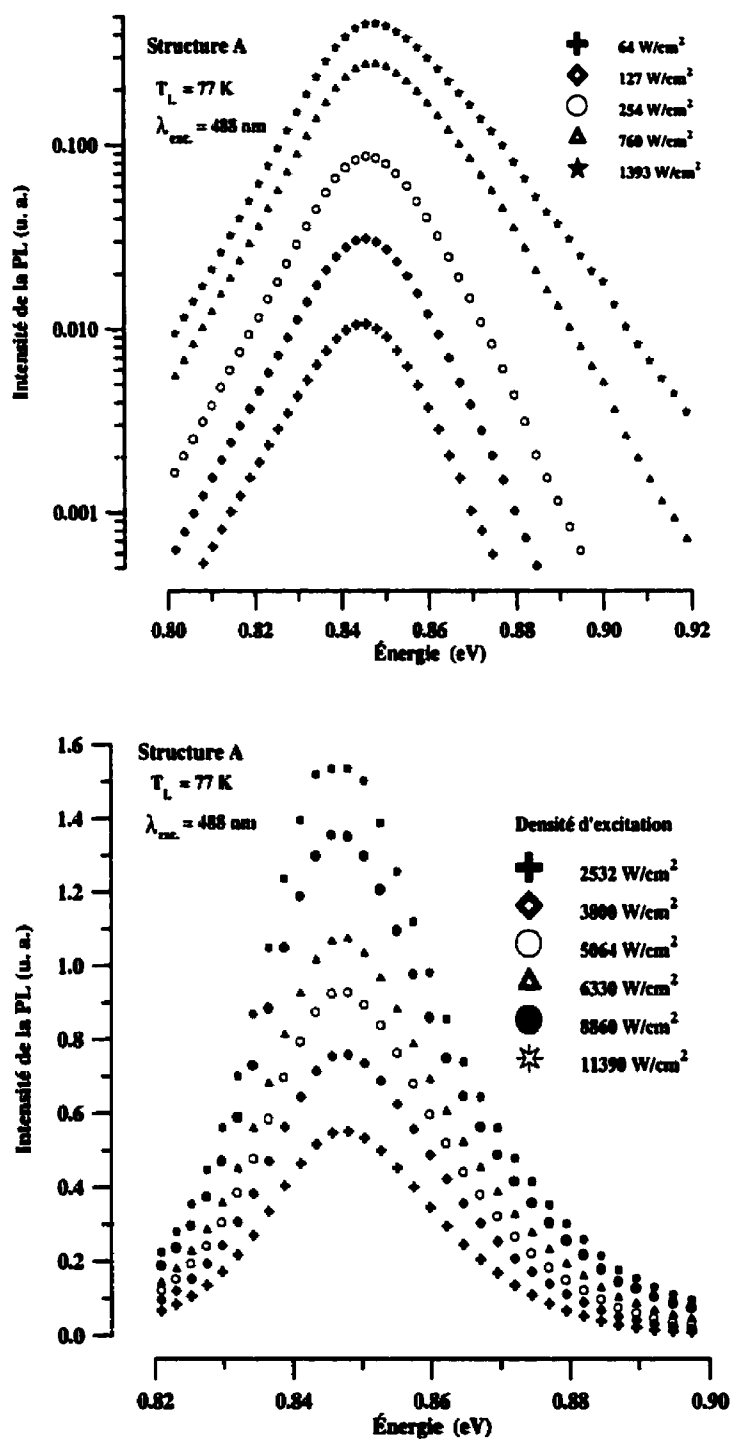 Structure A
T_L = 77 K
λ_exc. = 488 nm
64 W/cm²
127 W/cm²
254 W/cm²
760 W/cm²
1393 W/cm²
0.100
0.010
0.001
Intensité de la PL (u. a.)
0.80 0.82 0.84 0.86 0.88 0.90 0.92
Énergie (eV)
Structure A
T_L = 77 K
λ_exc. = 488 nm
Densité d'excitation
2532 W/cm²
3800 W/cm²
5064 W/cm²
6330 W/cm²
8860 W/cm²
11390 W/cm²
1.6
1.4
1.2
1.0
0.8
0.6
0.4
0.2
0.0
Intensité de la PL (u. a.)
0.82 0.84 0.86 0.88 0.90
Énergie (eV)